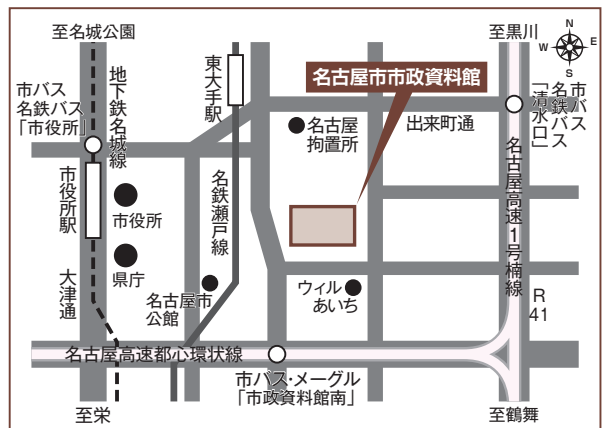 至名城公園
至黒川
N
W
E
S
市バス
名鉄バス
「市役所」
地下鉄名城線
東大手駅
名古屋市市政資料館
市バス
名鉄バス
「清水口」
名古屋
拘置所
出来町通
市役所駅
市役所
名鉄瀬戸線
名古屋高速1号楠線
県庁
大津通
名古屋市
公館
ウィル
あいち
R
41
名古屋高速都心環状線
市バス・メーグル
「市政資料館南」
至栄
至鶴舞